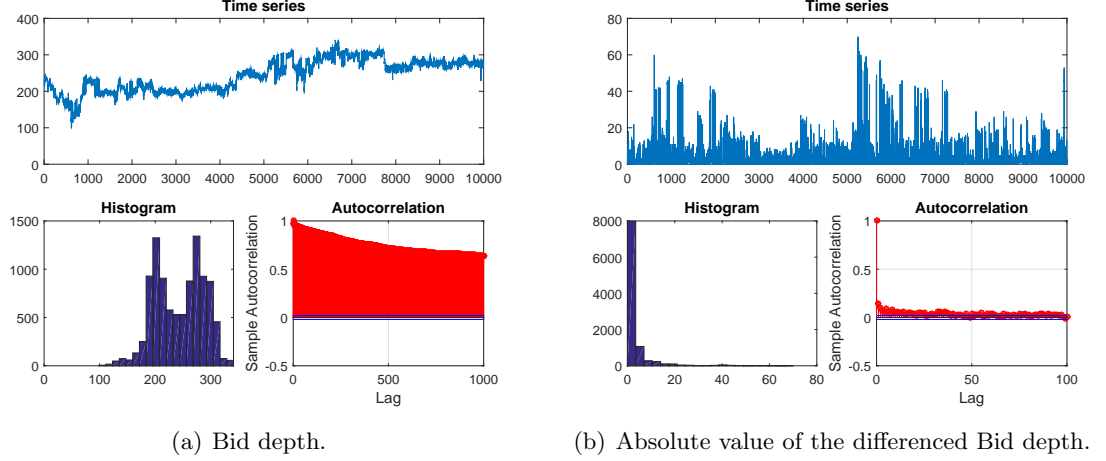 Time series
400
300
200
100
0
0 1000 2000 3000 4000 5000 6000 7000 8000 9000 10000
Histogram
1500
1000
500
0
0 100 200 300
Autocorrelation
Sample Autocorrelation
1
0.5
0
-0.5
0 500 1000
Lag
(a) Bid depth.
Time series
80
60
40
20
0
0 1000 2000 3000 4000 5000 6000 7000 8000 9000 10000
Histogram
8000
6000
4000
2000
0
0 20 40 60 80
Autocorrelation
Sample Autocorrelation
1
0.5
0
-0.5
0 50 100
Lag
(b) Absolute value of the differenced Bid depth.